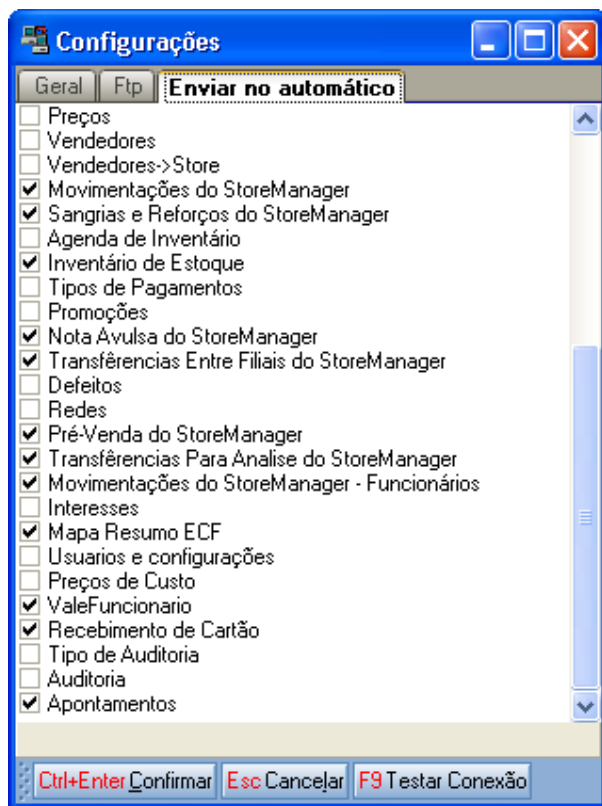 Configurações
Geral Ftp Enviar no automático
Preços
Vendedores
Vendedores->Store
Movimentações do StoreManager
Sangrias e Reforços do StoreManager
Agenda de Inventário
Inventário de Estoque
Tipos de Pagamentos
Promoções
Nota Avulsa do StoreManager
Transfêrencias Entre Filiais do StoreManager
Defeitos
Redes
Pré-Venda do StoreManager
Transfêrencias Para Analise do StoreManager
Movimentações do StoreManager - Funcionários
Interesses
Mapa Resumo ECF
Usuarios e configurações
Preços de Custo
ValeFuncionario
Recebimento de Cartão
Tipo de Auditoria
Auditoria
Apontamentos
Ctrl+Enter Confirmar Esc Cancelar F9 Testar Conexão